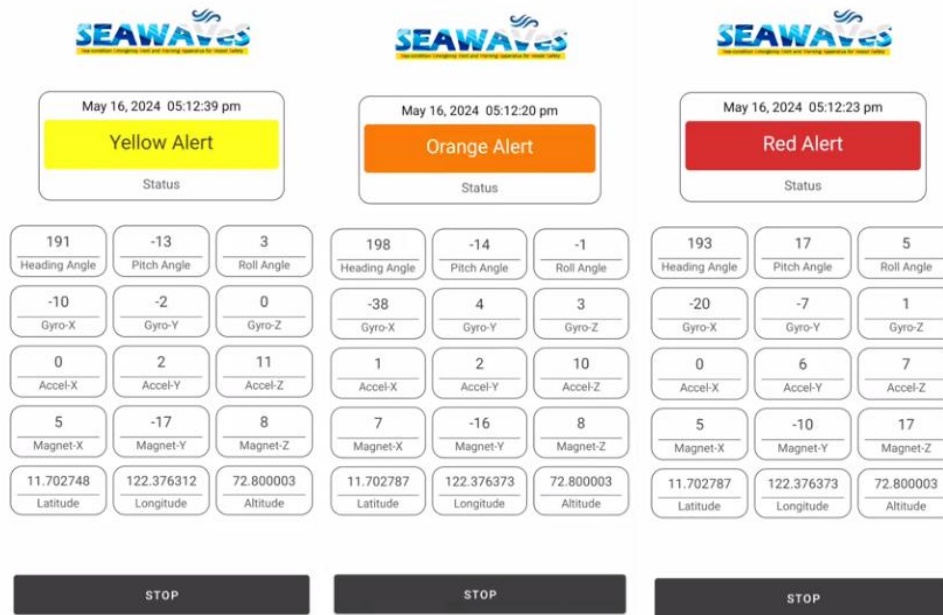 SEAWAVeS
May 16, 2024 05:12:39 pm
Yellow Alert
Status
191 -13 3
Heading Angle Pitch Angle Roll Angle
-10 -2 0
Gyro-X Gyro-Y Gyro-Z
0 2 11
Accel-X Accel-Y Accel-Z
5 -17 8
Magnet-X Magnet-Y Magnet-Z
11.702748 122.376312 72.800003
Latitude Longitude Altitude
STOP
SEAWAVeS
May 16, 2024 05:12:20 pm
Orange Alert
Status
198 -14 -1
Heading Angle Pitch Angle Roll Angle
-38 4 3
Gyro-X Gyro-Y Gyro-Z
1 2 10
Accel-X Accel-Y Accel-Z
7 -16 8
Magnet-X Magnet-Y Magnet-Z
11.702787 122.376373 72.800003
Latitude Longitude Altitude
STOP
SEAWAVeS
May 16, 2024 05:12:23 pm
Red Alert
Status
193 17 5
Heading Angle Pitch Angle Roll Angle
-20 -7 1
Gyro-X Gyro-Y Gyro-Z
0 6 7
Accel-X Accel-Y Accel-Z
5 -10 17
Magnet-X Magnet-Y Magnet-Z
11.702787 122.376373 72.800003
Latitude Longitude Altitude
STOP